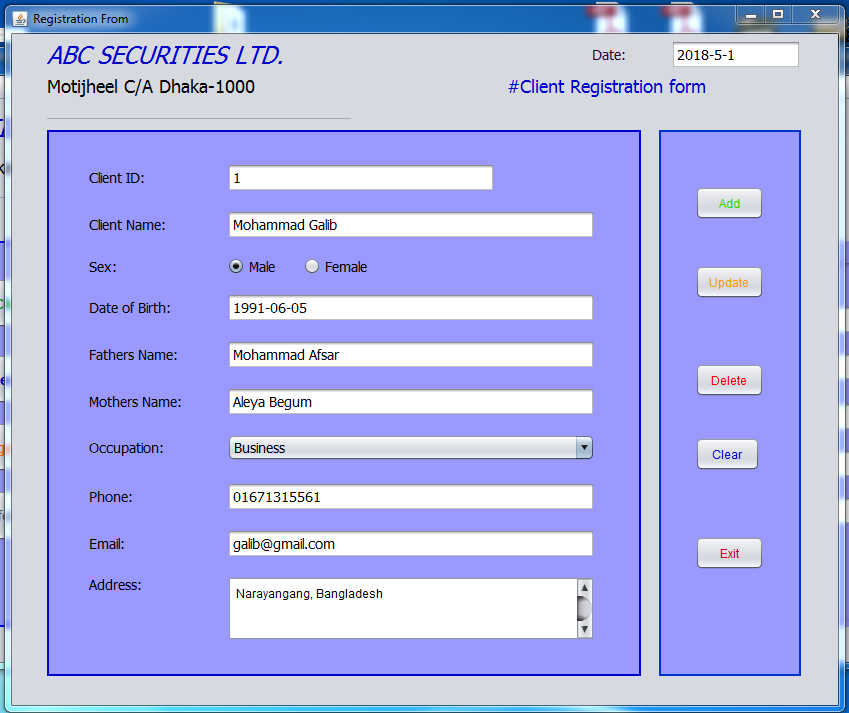 Registration From
ABC SECURITIES LTD.
Date: 2018-5-1
Motijheel C/A Dhaka-1000
#Client Registration form
Client ID: 1
Add
Client Name: Mohammad Galib
Sex: Male Female
Update
Date of Birth: 1991-06-05
Fathers Name: Mohammad Afsar
Delete
Mothers Name: Aleya Begum
Occupation: Business
Clear
Phone: 01671315561
Email: galib@gmail.com
Exit
Address: Narayangang, Bangladesh